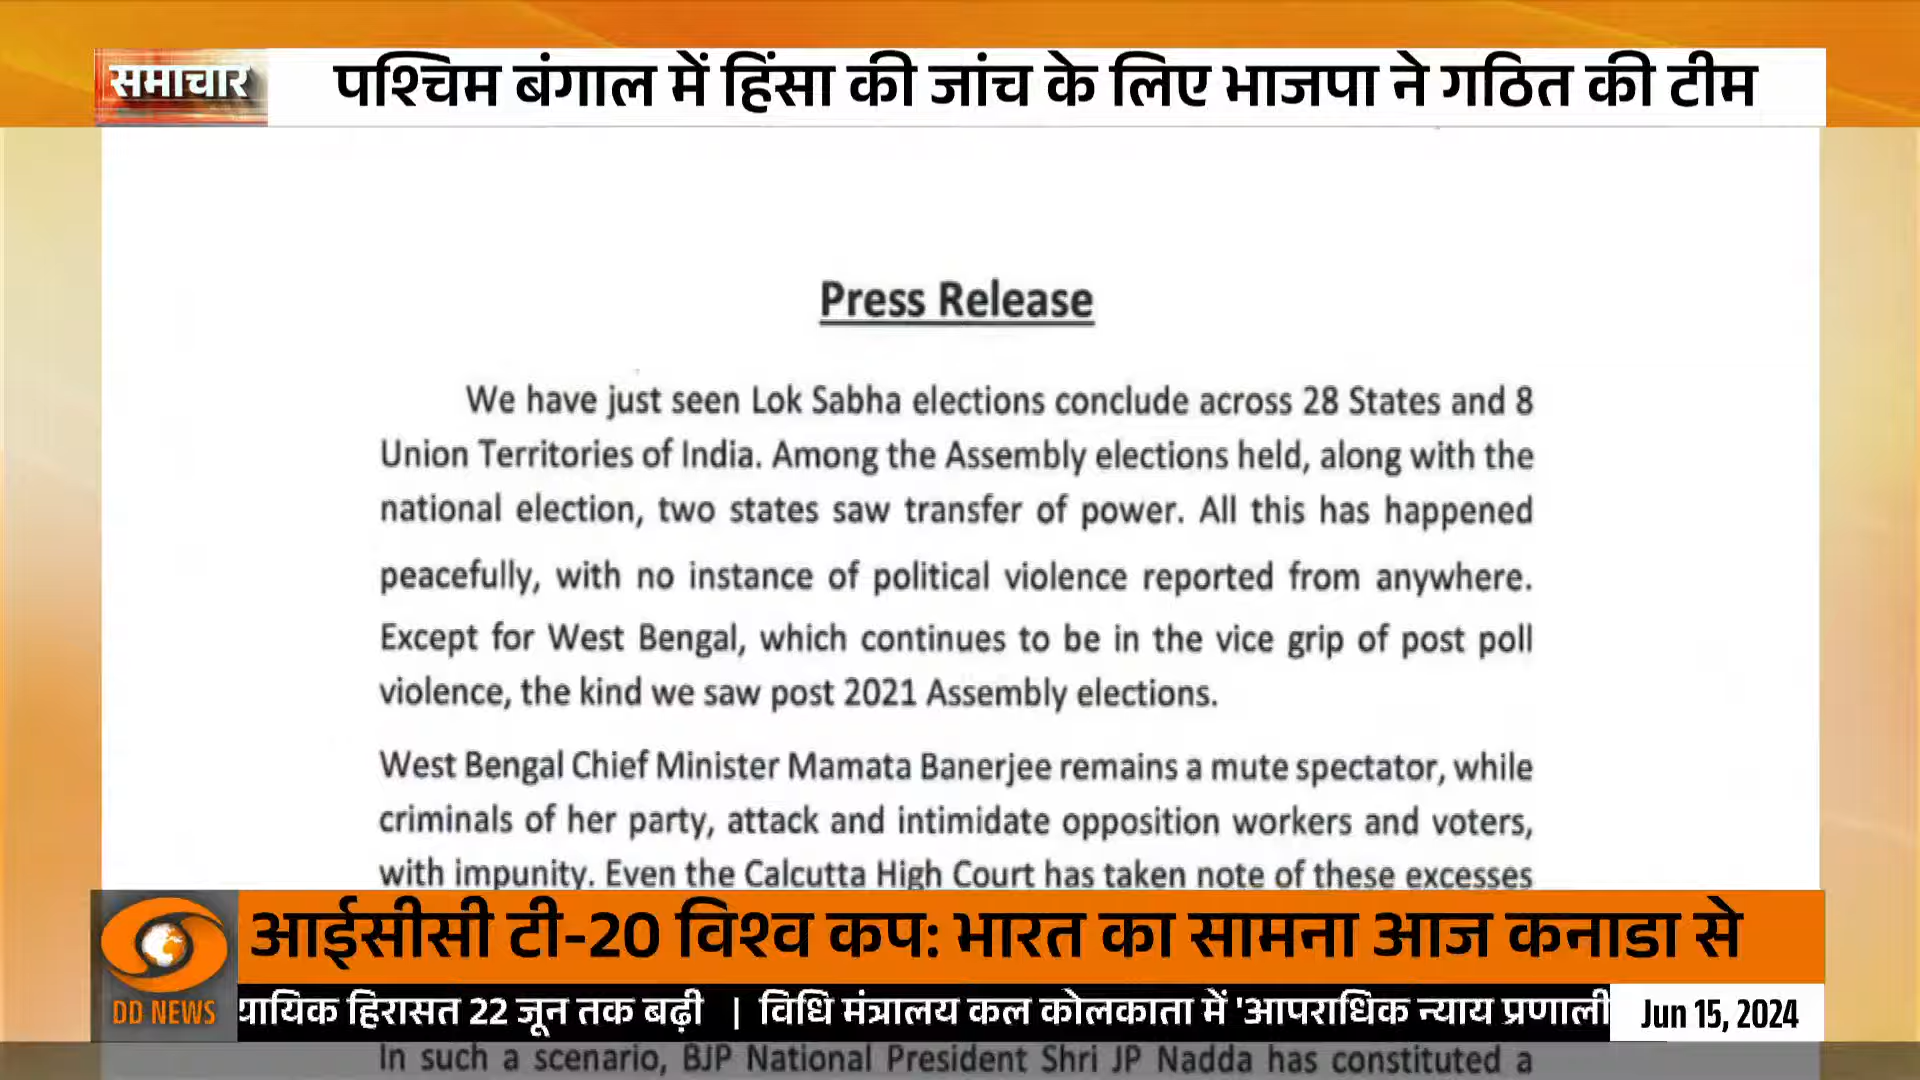 समाचार
पश्चिम बंगाल में हिंसा की जांच के लिए भाजपा ने गठित की टीम
Press Release
We have just seen Lok Sabha elections conclude across 28 States and 8
Union Territories of India. Among the Assembly elections held, along with the
national election, two states saw transfer of power. All this has happened
peacefully, with no instance of political violence reported from anywhere.
Except for West Bengal, which continues to be in the vice grip of post poll
violence, the kind we saw post 2021 Assembly elections.
West Bengal Chief Minister Mamata Banerjee remains a mute spectator, while
criminals of her party, attack and intimidate opposition workers and voters,
with impunity. Even the Calcutta High Court has taken note of these excesses
आईसीसी टी-20 विश्व कप: भारत का सामना आज कनाडा से
DD NEWS
हिरासत 22 जून तक बढ़ी | विधि मंत्रालय कल कोलकाता में 'आपराधिक न्याय प्रणाली
Jun 15, 2024
In such a scenario, BJP National President Shri JP Nadda has constituted a